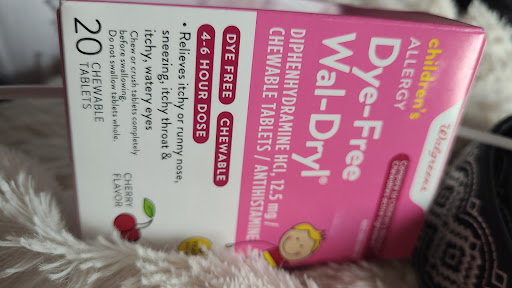 Walgreens
children's
ALLERGY
Dye-Free
Wal-Dryl®
DIPHENHYDRAMINE HCl, 12.5 mg /
CHEWABLE TABLETS / ANTIHISTAMINE
DYE FREE
CHEWABLE
4-6 HOUR DOSE
• Relieves itchy or runny nose,
sneezing, itchy throat &
itchy, watery eyes
Chew or crush tablets completely
before swallowing.
Do not swallow tablets whole.
20 CHEWABLE
TABLETS
CHERRY
FLAVOR